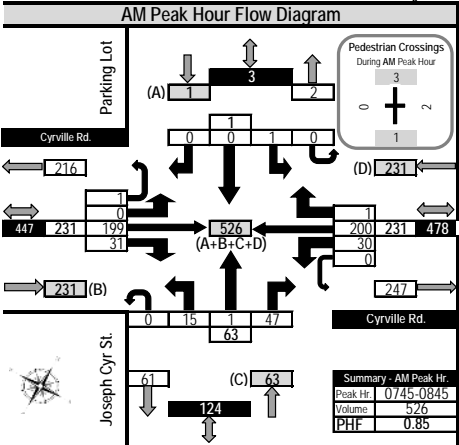 AM Peak Hour Flow Diagram
Parking Lot
3
(A) 1
2
Pedestrian Crossings
During AM Peak Hour
3
0
2
1
1
0 0 1 0
Cyrville Rd.
216
(D) 231
1
0
447 231 199
31
526
(A+B+C+D)
1
200 231 478
30
0
231 (B)
247
0 15 1 47
63
Cyrville Rd.
Joseph Cyr St.
61
(C) 63
124
Summary - AM Peak Hr.
Peak Hr. 0745-0845
Volume 526
PHF 0.85